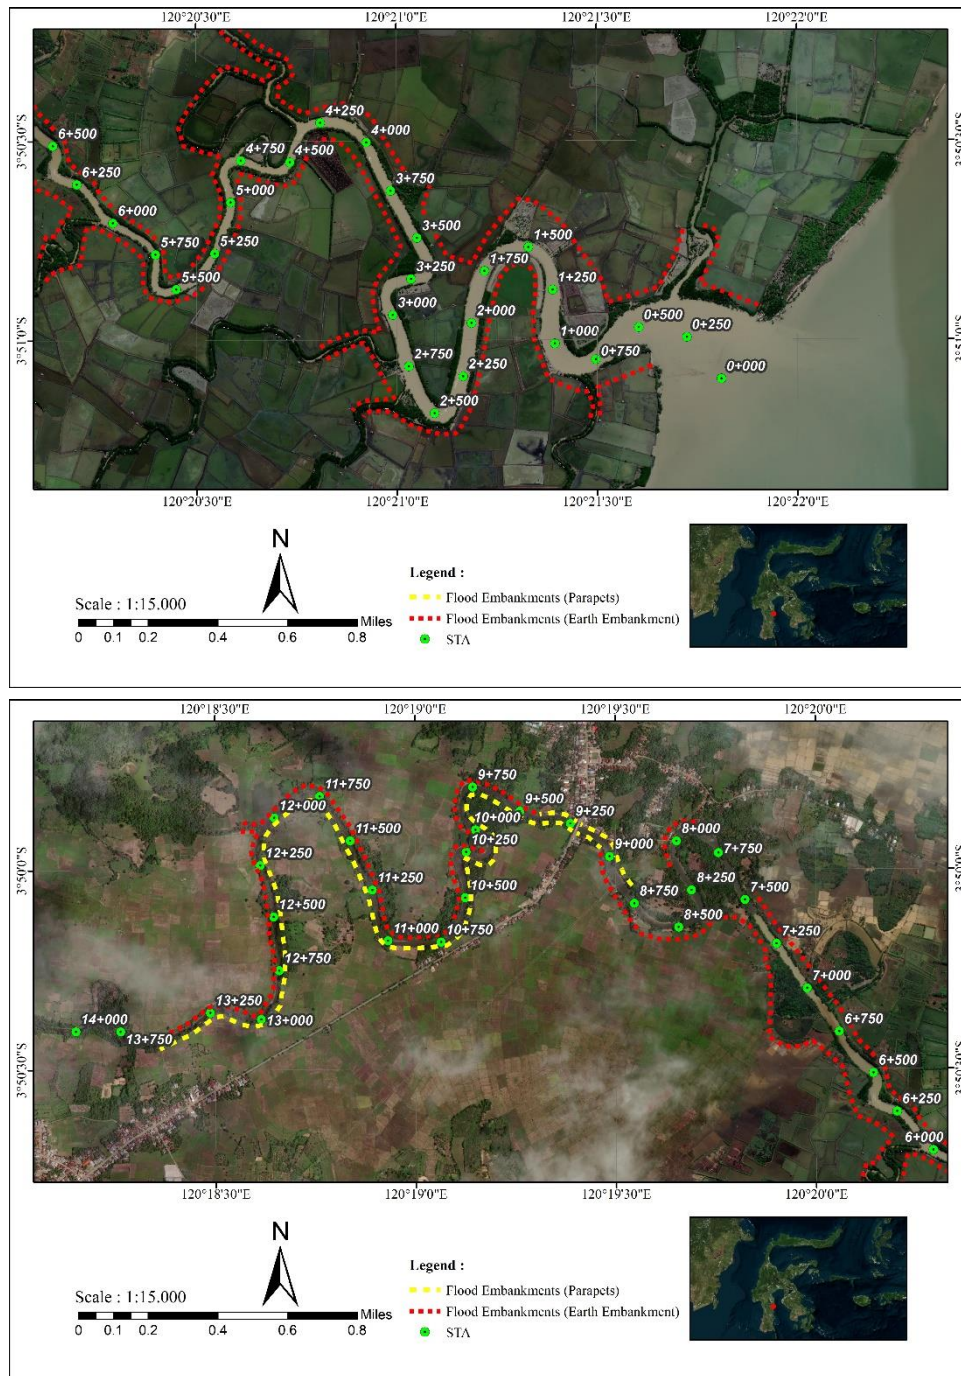 120°20'30"E 120°21'0"E 120°21'30"E 120°22'0"E
3°50'30"S
3°50'30"S
3°51'0"S
3°51'0"S
6+500
6+250
6+000
5+750
5+500
5+250
5+000
4+750
4+500
4+250
4+000
3+750
3+500
3+250
3+000
2+750
2+500
2+250
2+000
1+750
1+500
1+250
1+000
0+750
0+500
0+250
0+000
120°20'30"E 120°21'0"E 120°21'30"E 120°22'0"E
N
Scale : 1:15.000
0 0.1 0.2 0.4 0.6 0.8 Miles
Legend :
Flood Embankments (Parapets)
Flood Embankments (Earth Embankment)
STA
120°18'30"E 120°19'0"E 120°19'30"E 120°20'0"E
3°50'0"S
3°50'0"S
3°50'30"S
3°50'30"S
14+000
13+750
13+250
13+000
12+750
12+500
12+250
12+000
11+750
11+500
11+250
11+000
10+750
10+500
10+250
10+000
9+750
9+500
9+250
9+000
8+750
8+500
8+250
8+000
7+750
7+500
7+250
7+000
6+750
6+500
6+250
6+000
120°18'30"E 120°19'0"E 120°19'30"E 120°20'0"E
N
Scale : 1:15.000
0 0.1 0.2 0.4 0.6 0.8 Miles
Legend :
Flood Embankments (Parapets)
Flood Embankments (Earth Embankment)
STA